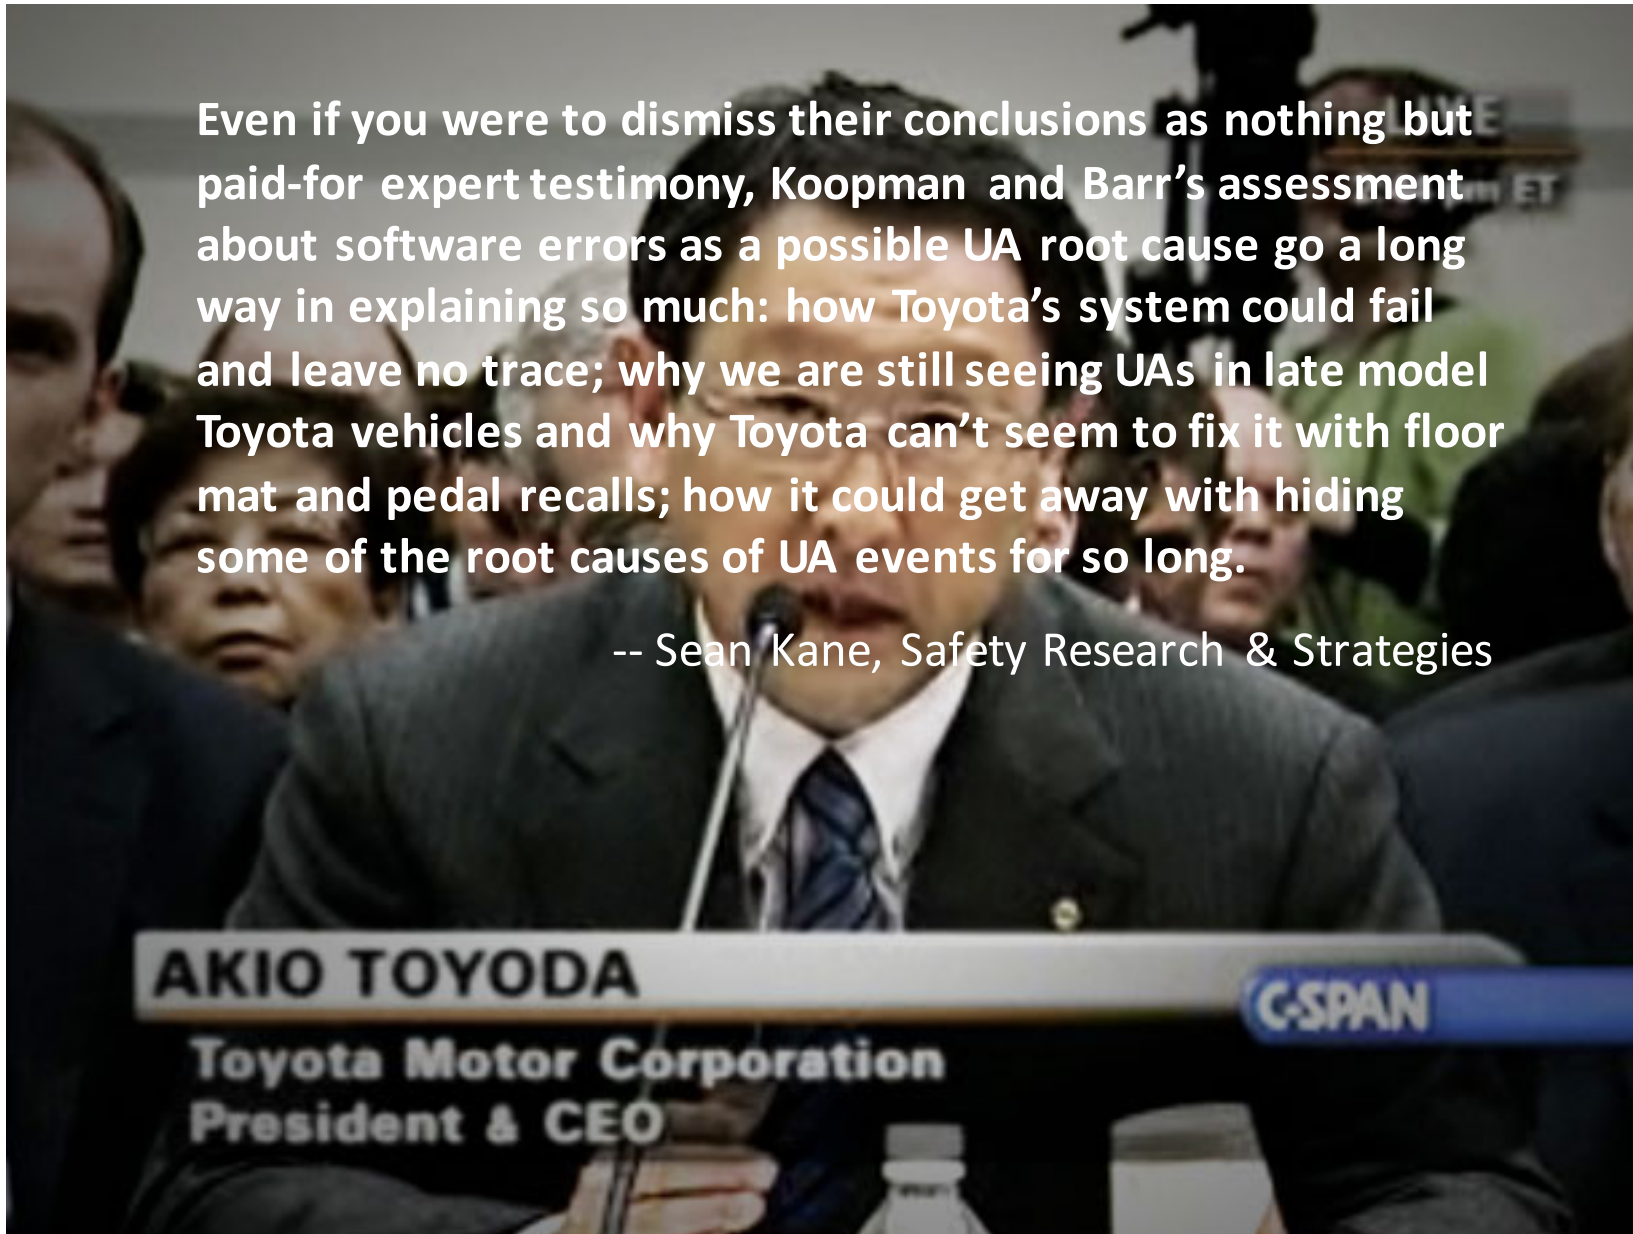 Even if you were to dismiss their conclusions as nothing but
paid-for expert testimony, Koopman and Barr's assessment
about software errors as a possible UA root cause go a long
way in explaining so much: how Toyota's system could fail
and leave no trace; why we are still seeing UAs in late model
Toyota vehicles and why Toyota can't seem to fix it with floor
mat and pedal recalls; how it could get away with hiding
some of the root causes of UA events for so long.
-- Sean Kane, Safety Research & Strategies
LIVE
ET
AKIO TOYODA
C-SPAN
Toyota Motor Corporation
President & CEO